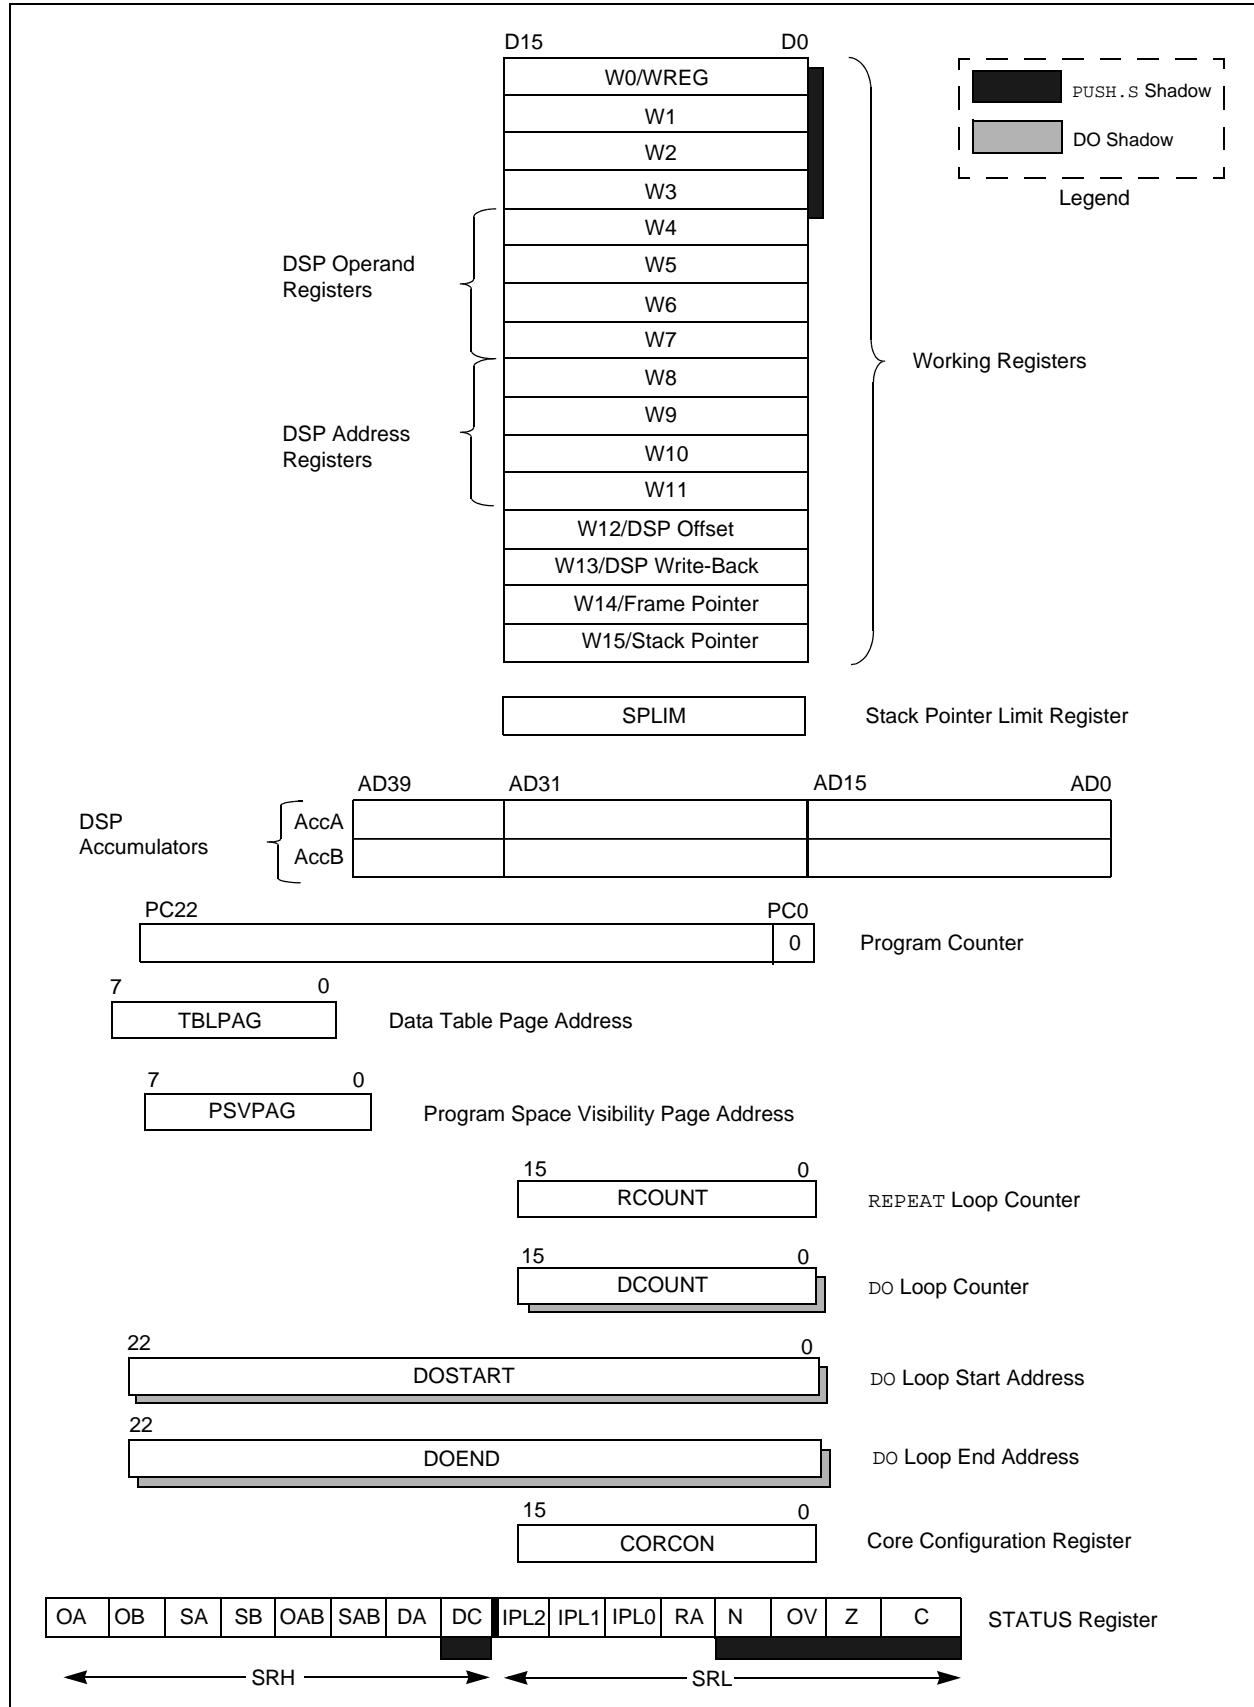 D15 D0
W0/WREG
PUSH.S Shadow
W1
W2
DO Shadow
W3
Legend
W4
DSP Operand
Registers
W5
W6
W7
Working Registers
W8
W9
DSP Address
Registers
W10
W11
W12/DSP Offset
W13/DSP Write-Back
W14/Frame Pointer
W15/Stack Pointer
SPLIM Stack Pointer Limit Register
AD39 AD31 AD15 AD0
DSP
Accumulators
AccA
AccB
PC22 PC0
0 Program Counter
7 0
TBLPAG Data Table Page Address
7 0
PSVPAG Program Space Visibility Page Address
15 0
RCOUNT REPEAT Loop Counter
15 0
DCOUNT DO Loop Counter
22 0
DOSTART DO Loop Start Address
22
DOEND DO Loop End Address
15 0
CORCON Core Configuration Register
OA OB SA SB OAB SAB DA DC IPL2 IPL1 IPL0 RA N OV Z C STATUS Register
SRH SRL